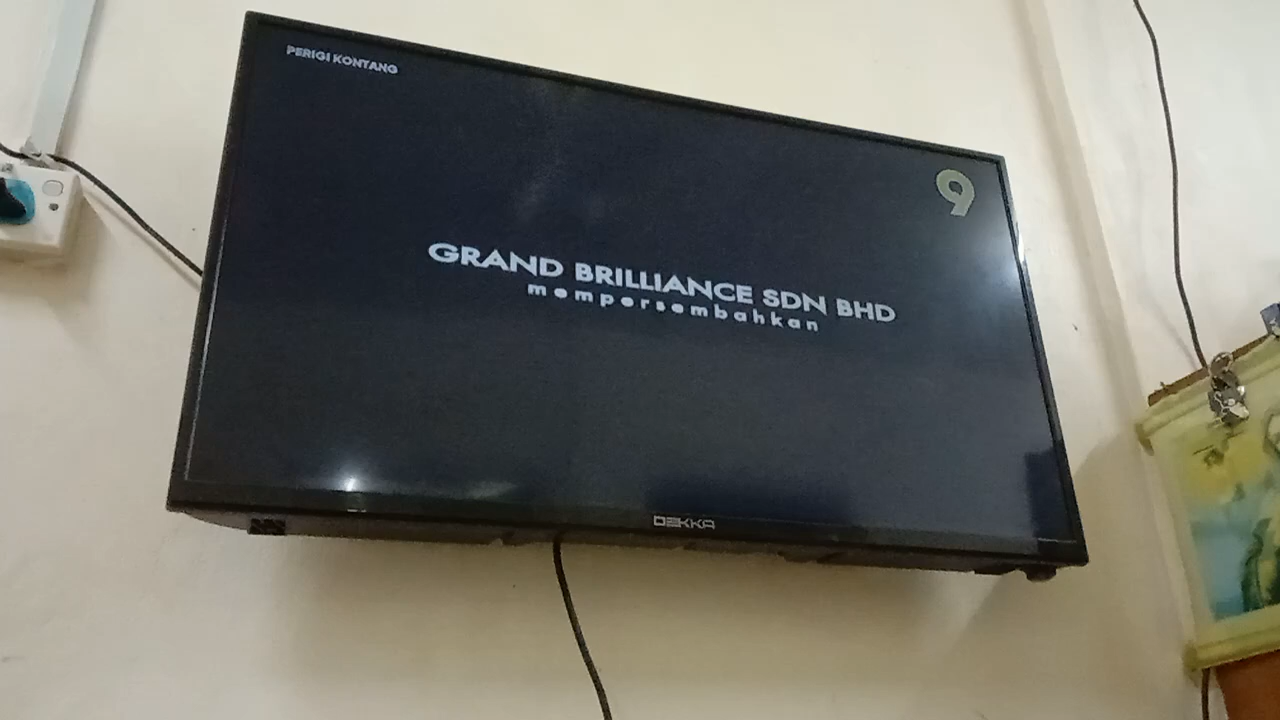 PERIGI KONTANG
9
GRAND BRILLIANCE SDN BHD
mempersembahkan
DEKKA